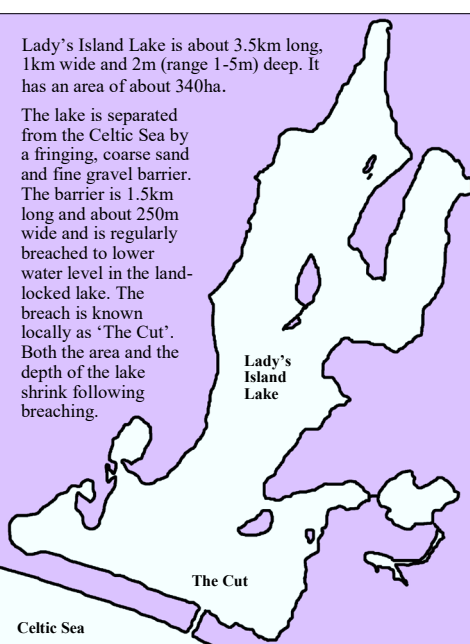 Lady’s Island Lake is about 3.5km long,
1km wide and 2m (range 1-5m) deep. It
has an area of about 340ha.
The lake is separated
from the Celtic Sea by
a fringing, coarse sand
and fine gravel barrier.
The barrier is 1.5km
long and about 250m
wide and is regularly
breached to lower
water level in the land-
locked lake. The
breach is known
locally as ‘The Cut’.
Both the area and the
depth of the lake
shrink following
breaching.
Lady’s
Island
Lake
The Cut
Celtic Sea